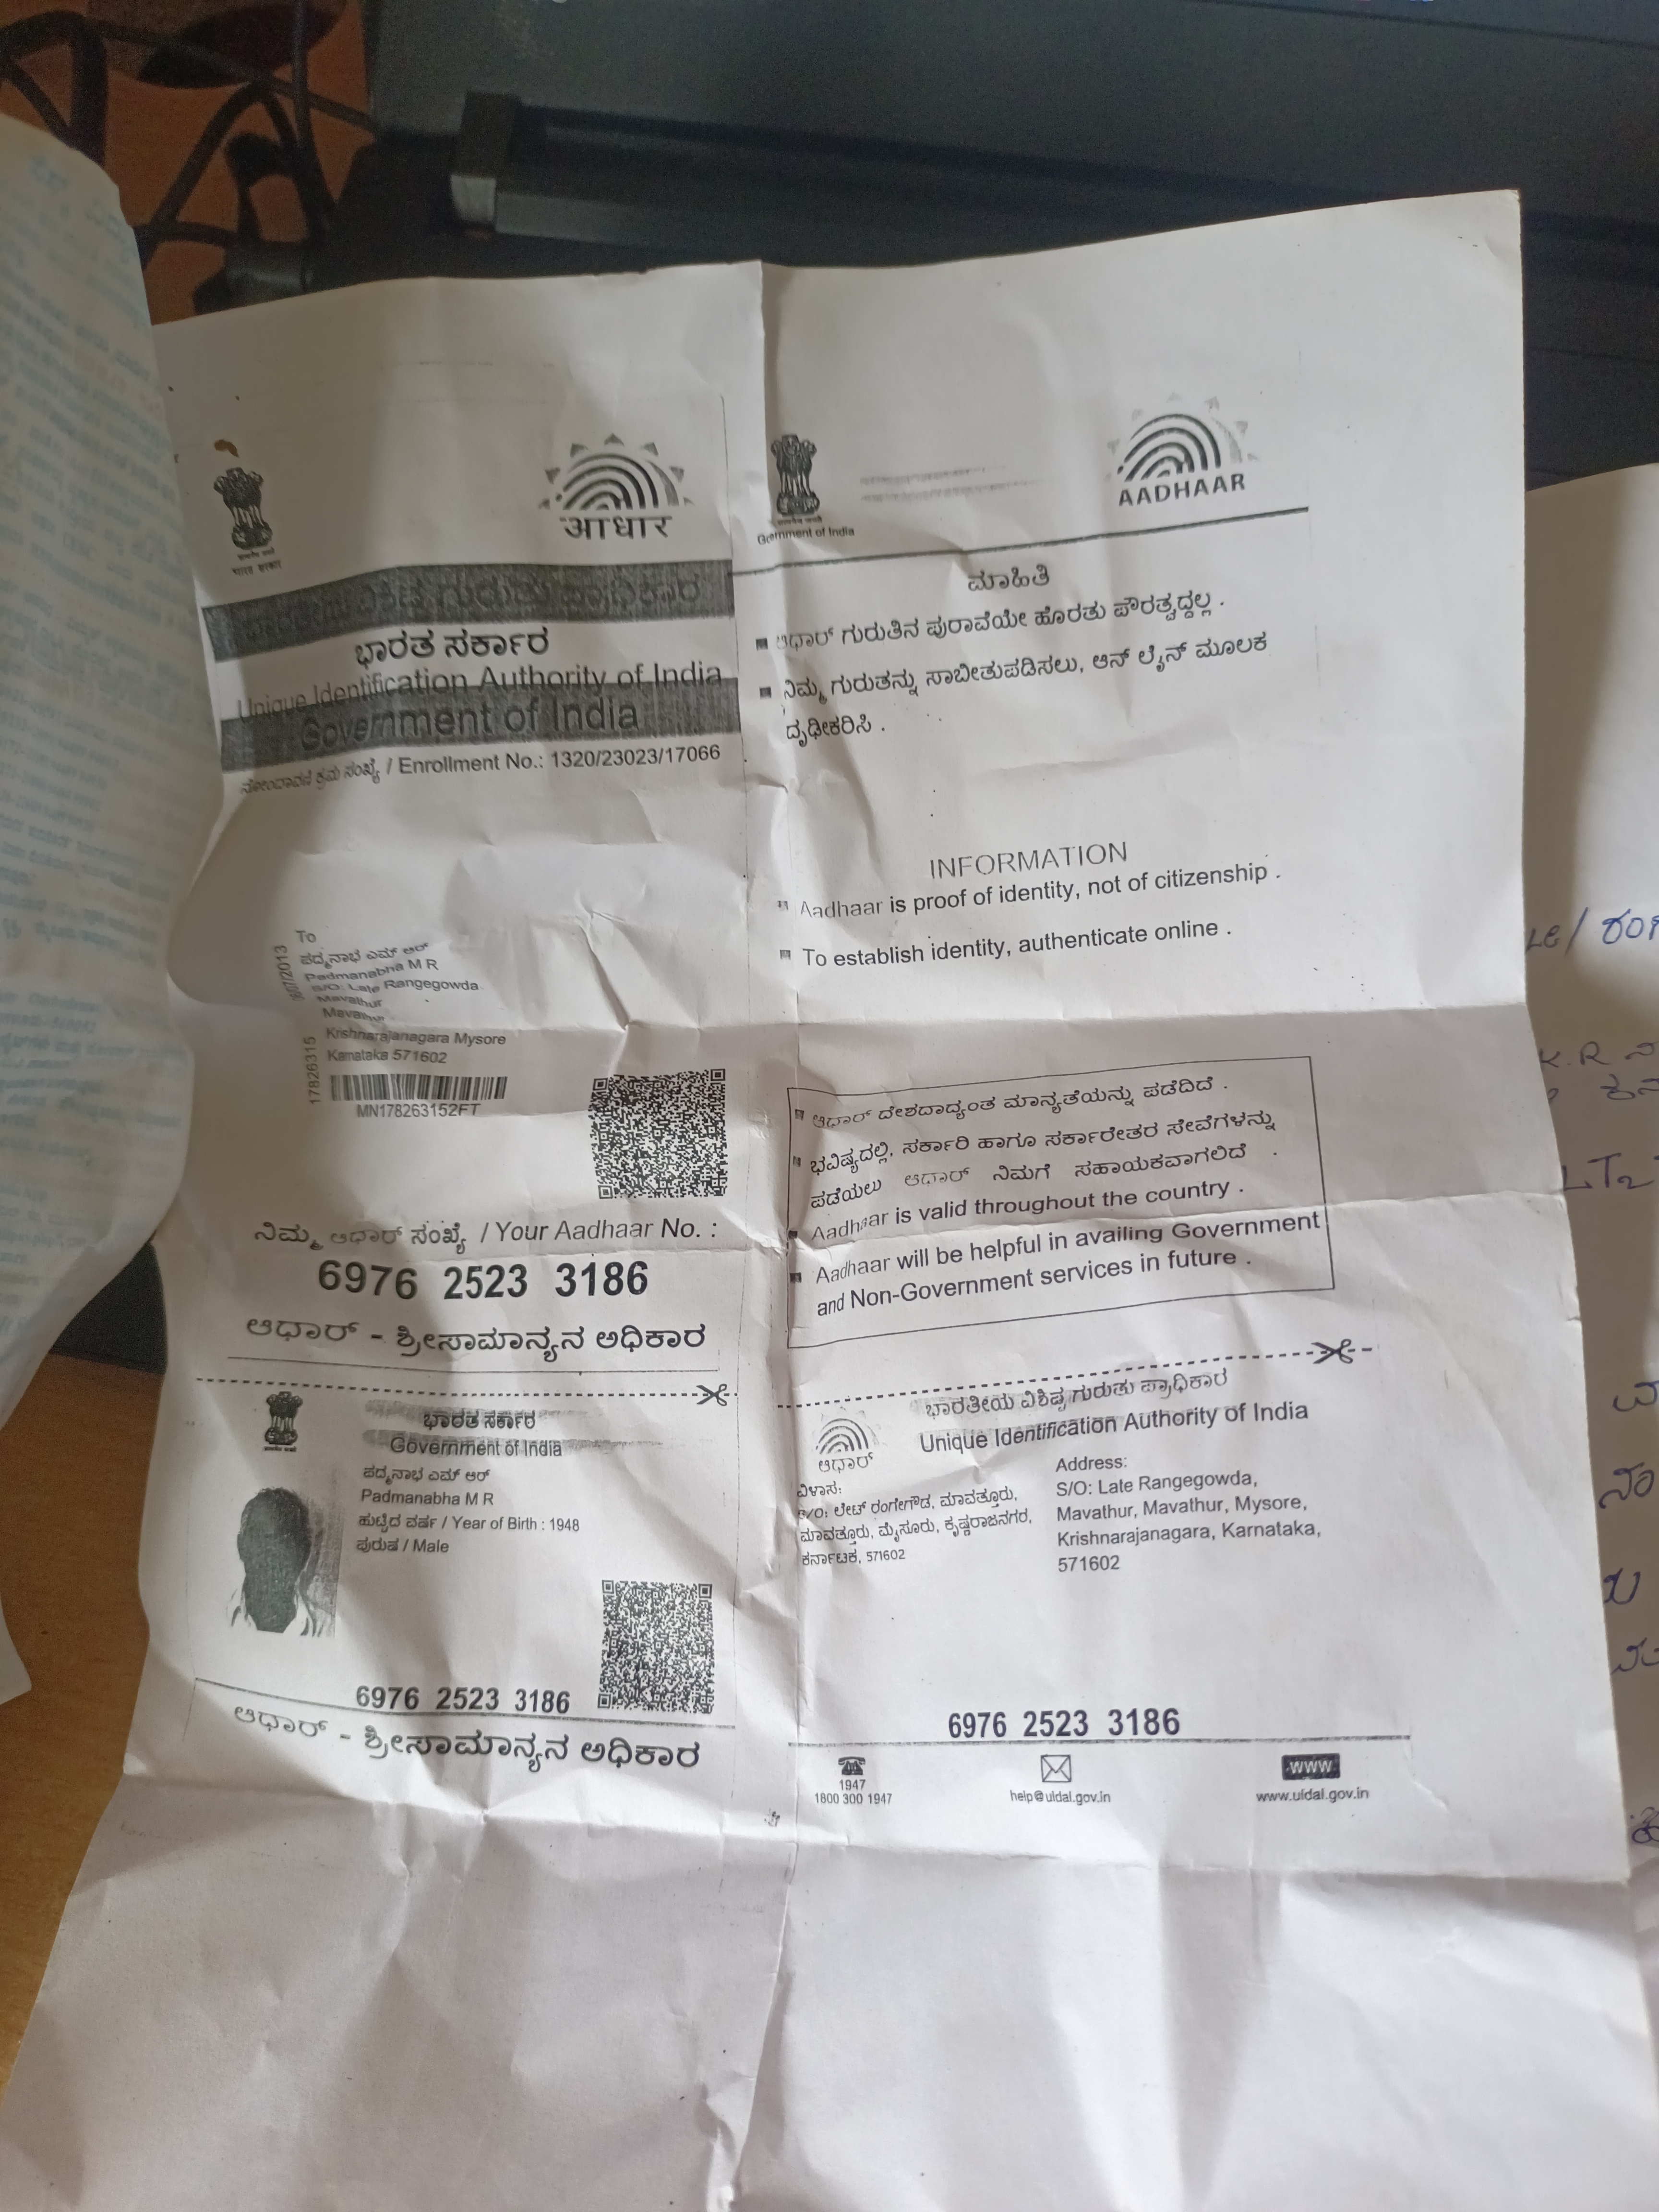 आधार
भारत सरकार
ಭಾರತೀಯ ವಿಶಿಷ್ಟ ಗುರುತು ಪ್ರಾಧಿಕಾರ
ಭಾರತ ಸರ್ಕಾರ
Unique Identification Authority of India
Government of India
ನೋಂದಾವಣೆ ಕ್ರಮ ಸಂಖ್ಯೆ / Enrollment No.: 1320/23023/17066
To
ಪದ್ಮನಾಭ ಎಮ್ ಆರ್
Padmanabha M R
S/O: Late Rangegowda
Mavathur
Mavathur
Krishnarajanagara Mysore
Karnataka 571602
17826315
MN178263152FT
ನಿಮ್ಮ ಆಧಾರ್ ಸಂಖ್ಯೆ / Your Aadhaar No. :
6976 2523 3186
ಆಧಾರ್ - ಶ್ರೀಸಾಮಾನ್ಯನ ಅಧಿಕಾರ
ಭಾರತ ಸರ್ಕಾರ
Government of India
ಪದ್ಮನಾಭ ಎಮ್ ಆರ್
Padmanabha M R
ಹುಟ್ಟಿದ ವರ್ಷ / Year of Birth : 1948
ಪುರುಷ / Male
6976 2523 3186
ಆಧಾರ್ - ಶ್ರೀಸಾಮಾನ್ಯನ ಅಧಿಕಾರ
AADHAAR
Government of India
ಮಾಹಿತಿ
ಆಧಾರ್ ಗುರುತಿನ ಪುರಾವೆಯೇ ಹೊರತು ಪೌರತ್ವದ್ದಲ್ಲ .
ನಿಮ್ಮ ಗುರುತನ್ನು ಸಾಬೀತುಪಡಿಸಲು, ಆನ್ ಲೈನ್ ಮೂಲಕ
ದೃಢೀಕರಿಸಿ .
INFORMATION
Aadhaar is proof of identity, not of citizenship .
To establish identity, authenticate online .
ಆಧಾರ್ ದೇಶದಾದ್ಯಂತ ಮಾನ್ಯತೆಯನ್ನು ಪಡೆದಿದೆ .
ಭವಿಷ್ಯದಲ್ಲಿ, ಸರ್ಕಾರಿ ಹಾಗೂ ಸರ್ಕಾರೇತರ ಸೇವೆಗಳನ್ನು
ಪಡೆಯಲು ಆಧಾರ್ ನಿಮಗೆ ಸಹಾಯಕವಾಗಲಿದೆ .
Aadhaar is valid throughout the country .
Aadhaar will be helpful in availing Government
and Non-Government services in future .
ಭಾರತೀಯ ವಿಶಿಷ್ಟ ಗುರುತು ಪ್ರಾಧಿಕಾರ
Unique Identification Authority of India
ಆಧಾರ್
ವಿಳಾಸ:
S/O: ಲೇಟ್ ರಂಗೇಗೌಡ, ಮಾವತ್ತೂರು,
ಮಾವತ್ತೂರು, ಮೈಸೂರು, ಕೃಷ್ಣರಾಜನಗರ,
ಕರ್ನಾಟಕ, 571602
Address:
S/O: Late Rangegowda,
Mavathur, Mavathur, Mysore,
Krishnarajanagara, Karnataka,
571602
6976 2523 3186
1947
1800 300 1947
help@uidai.gov.in
www
www.uidai.gov.in
K.R